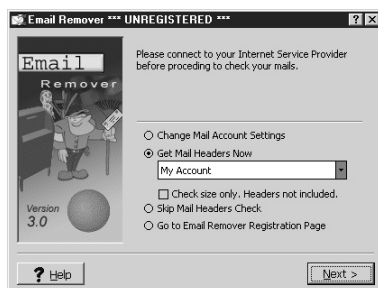 Email Remover *** UNREGISTERED ***
Email
Remover
Version
3.0
Please connect to your Internet Service Provider
before proceding to check your mails.
Change Mail Account Settings
Get Mail Headers Now
My Account
Check size only. Headers not included.
Skip Mail Headers Check
Go to Email Remover Registration Page
? Help
Next >